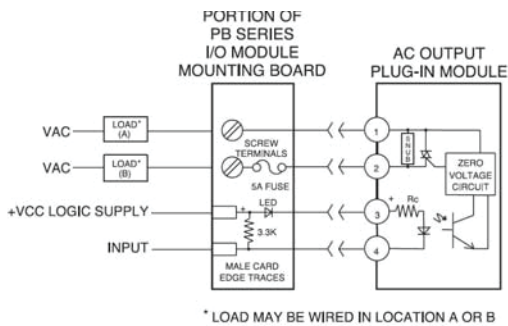 PORTION OF
PB SERIES
I/O MODULE
MOUNTING BOARD
AC OUTPUT
PLUG-IN MODULE
VAC
LOAD*
(A)
1
SCREW
TERMINALS
SNUB
VAC
LOAD*
(B)
2
ZERO
VOLTAGE
CIRCUIT
5A FUSE
+VCC LOGIC SUPPLY
+
LED
3
+
Rc
3.3K
INPUT
4
MALE CARD
EDGE TRACES
* LOAD MAY BE WIRED IN LOCATION A OR B